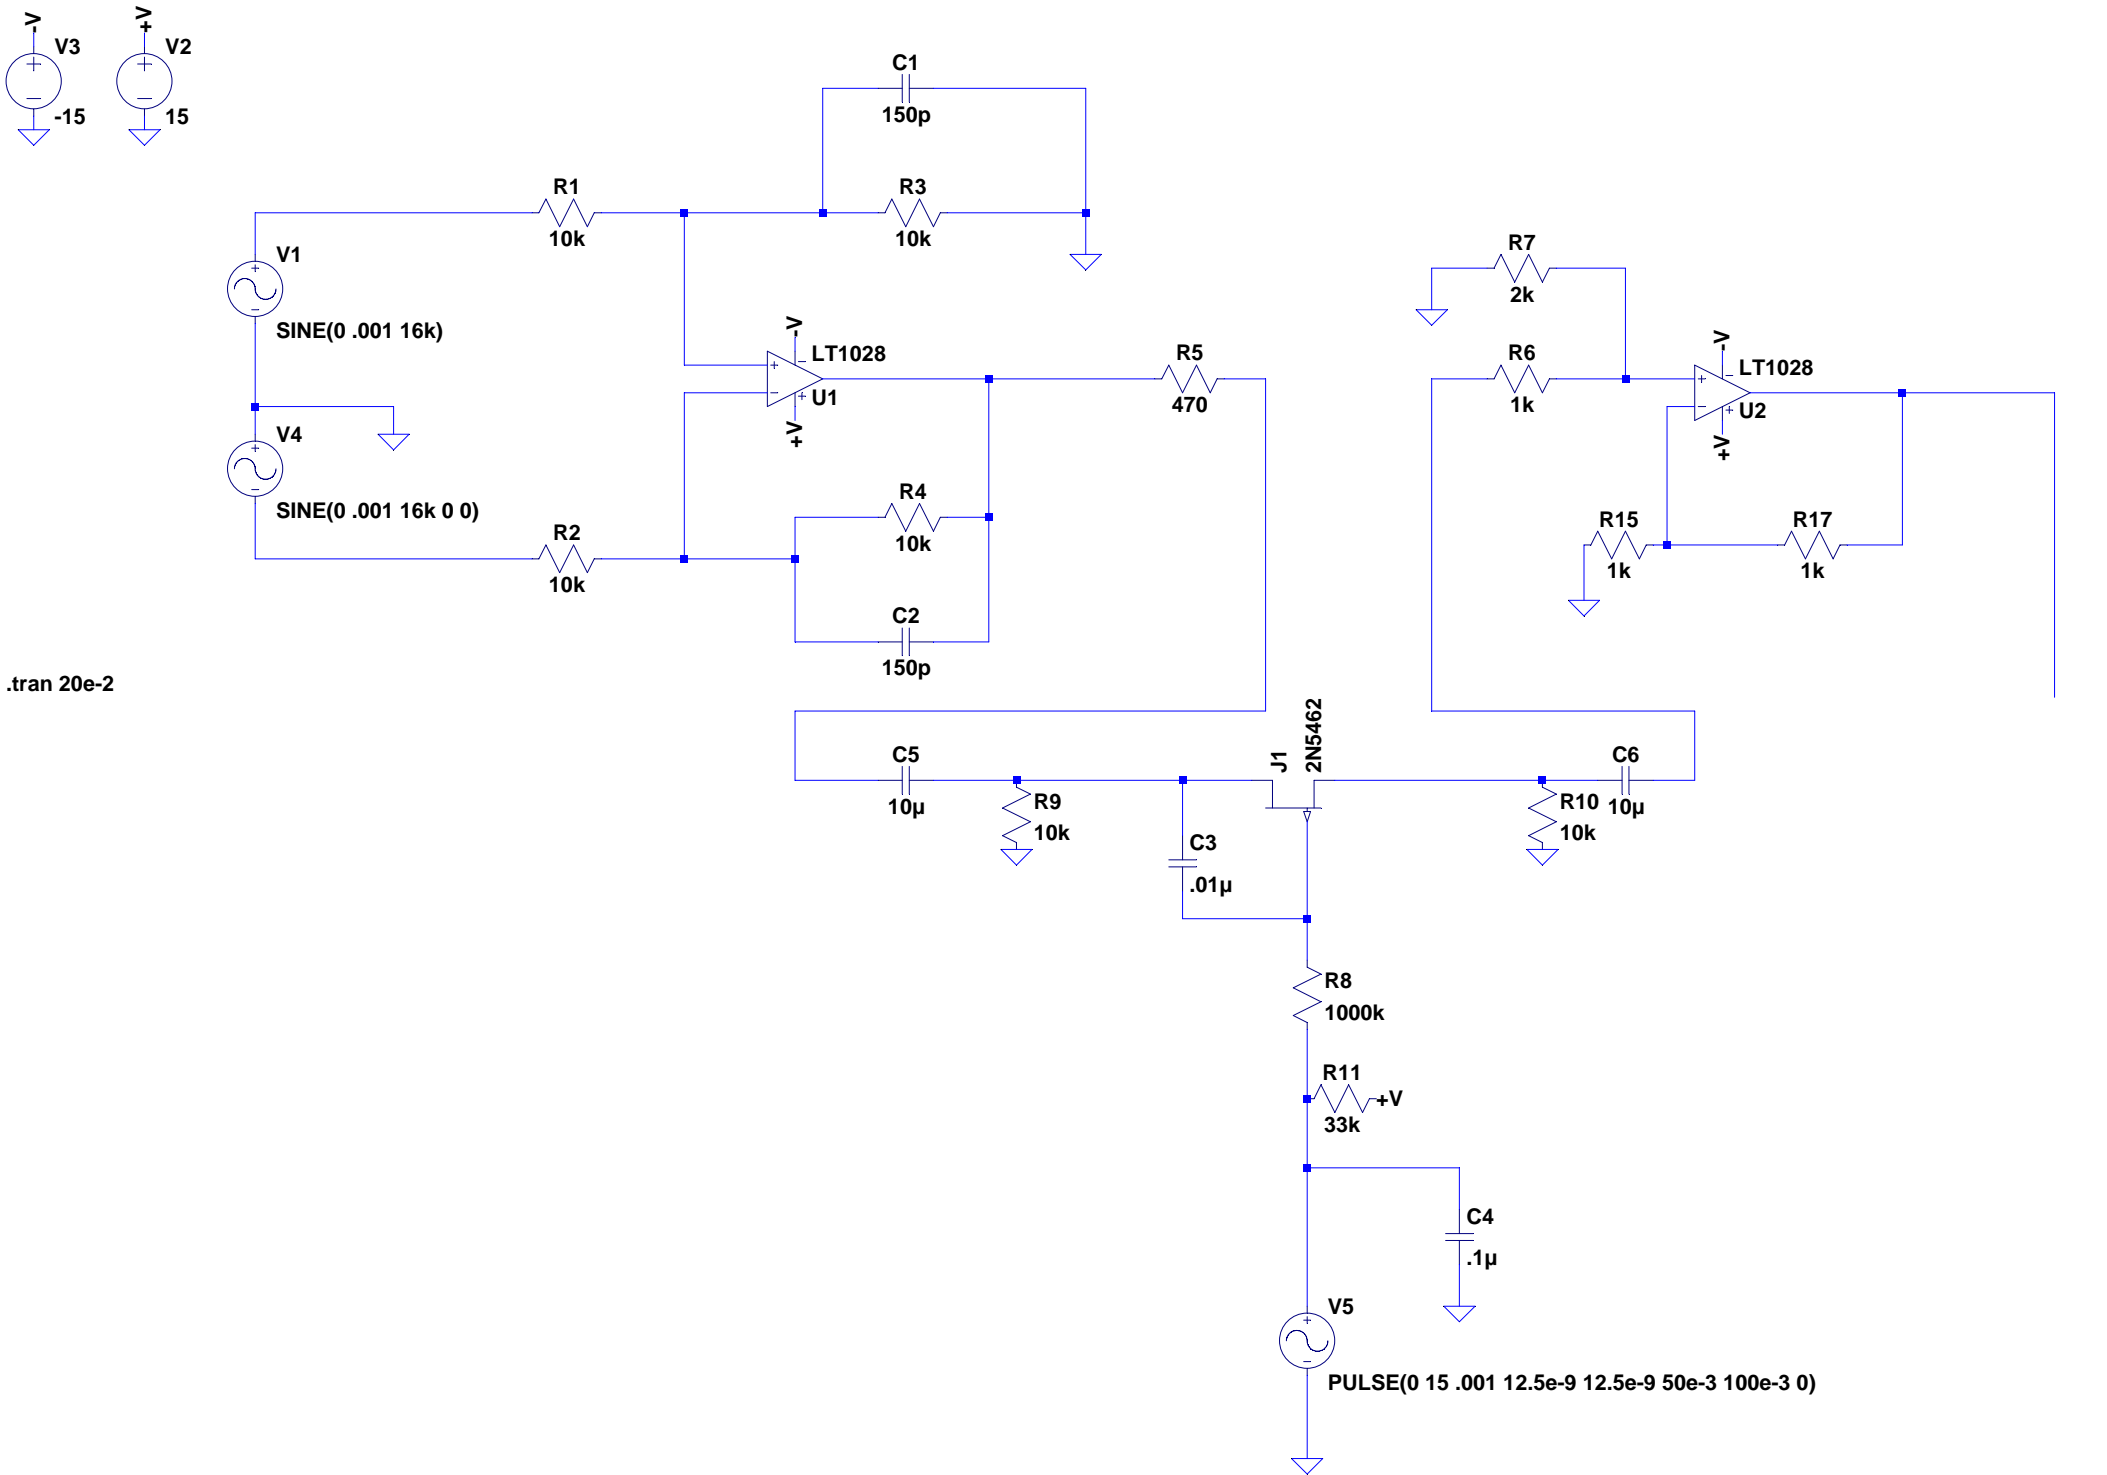 -V
V3
-15
+V
V2
15
C1
150p
R1
10k
R3
10k
V1
SINE(0 .001 16k)
V4
SINE(0 .001 16k 0 0)
-V
LT1028
U1
+V
R5
470
R4
10k
R2
10k
C2
150p
R7
2k
R6
1k
-V
LT1028
U2
+V
R15
1k
R17
1k
.tran 20e-2
C5
10µ
R9
10k
C3
.01µ
J1
2N5462
R10
10k
C6
10µ
R8
1000k
R11
+V
33k
C4
.1µ
V5
PULSE(0 15 .001 12.5e-9 12.5e-9 50e-3 100e-3 0)